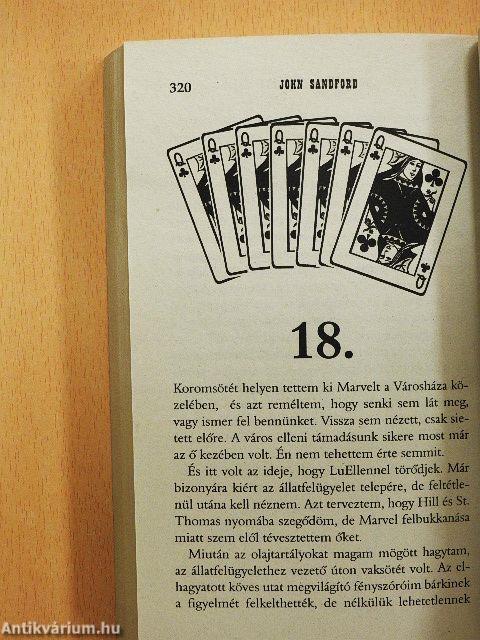 320
JOHN SANDFORD
Q Q Q Q Q Q Q
Q
18.
Koromsötét helyen tettem ki Marvelt a Városháza kö-
zelében, és azt reméltem, hogy senki sem lát meg,
vagy ismer fel bennünket. Vissza sem nézett, csak sie-
tett előre. A város elleni támadásunk sikere most már
az ő kezében volt. Én nem tehettem érte semmit.
És itt volt az ideje, hogy LuEllennel törődjek. Már
bizonyára kiért az állatfelügyelet telepére, de feltétle-
nül utána kell néznem. Azt terveztem, hogy Hill és St.
Thomas nyomába szegődöm, de Marvel felbukkanása
miatt szem elől tévesztettem őket.
Miután az olajtartályokat magam mögött hagytam,
az állatfelügyelethez vezető úton vaksötét volt. Az el-
hagyatott köves utat megvilágító fényszóróim bárkinek
a figyelmét felkelthették, de nélkülük lehetetlennek
Antikvárium.hu